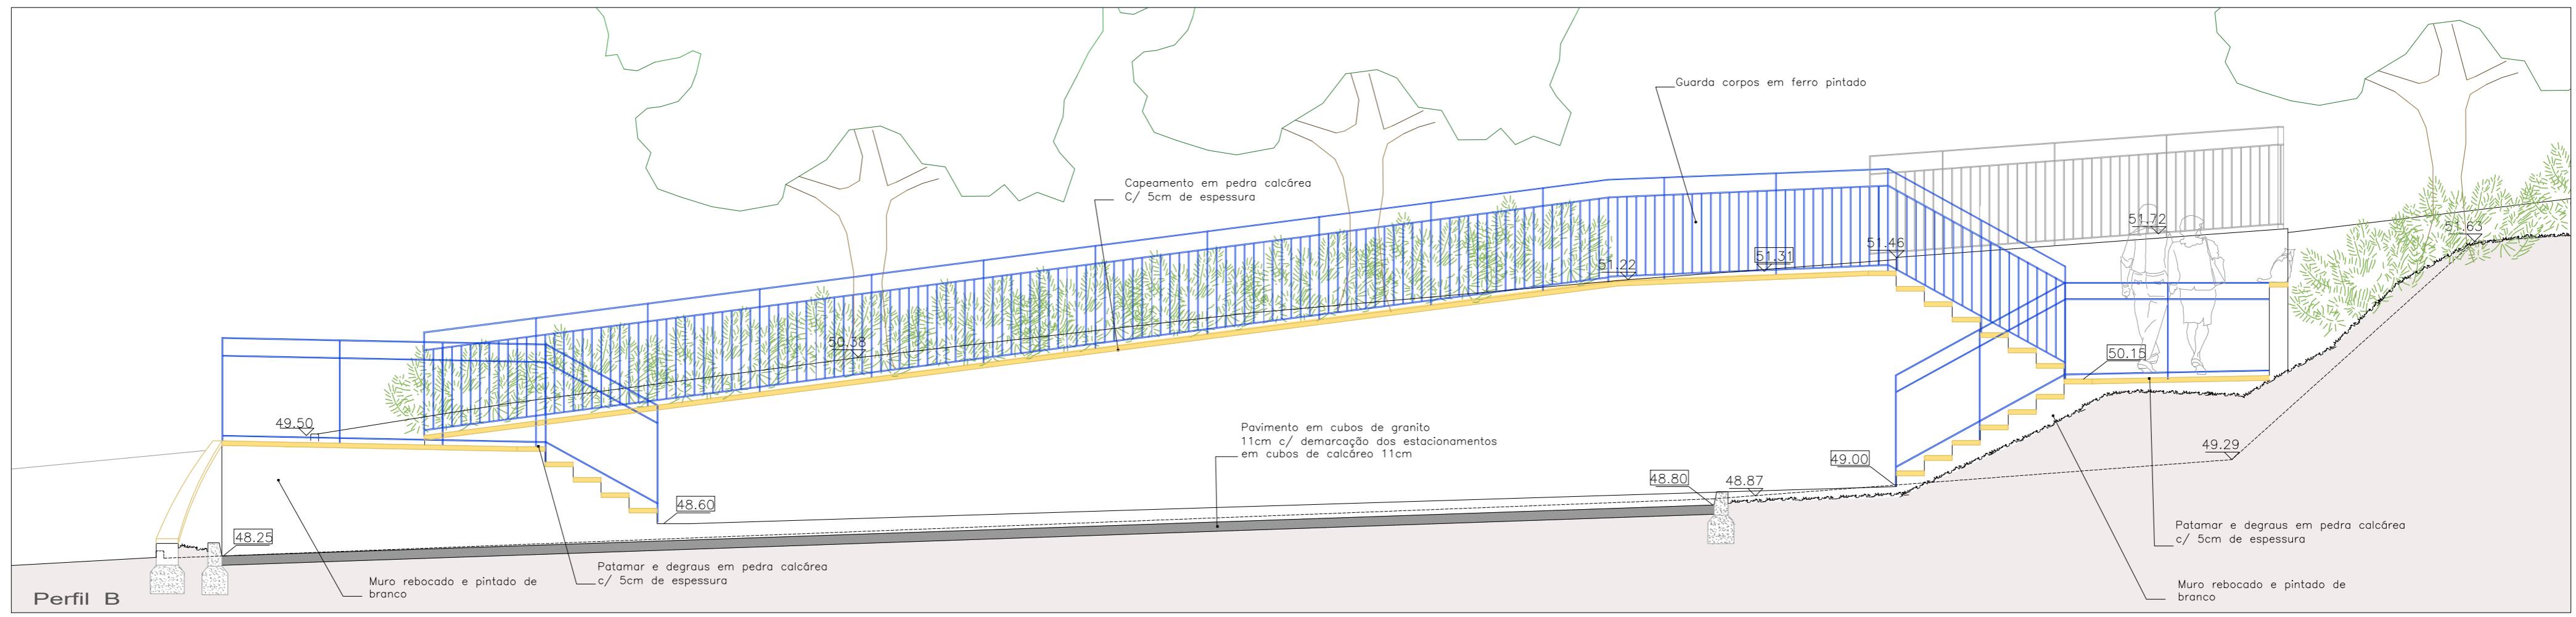 Guarda corpos em ferro pintado
Capeamento em pedra calcárea
C/ 5cm de espessura
51.72
51.63
51.46
51.31
51.22
50.38
50.15
49.50
Pavimento em cubos de granito
11cm c/ demarcação dos estacionamentos
em cubos de calcáreo 11cm
49.29
49.00
48.80
48.87
48.60
48.25
Patamar e degraus em pedra calcárea
c/ 5cm de espessura
Patamar e degraus em pedra calcárea
c/ 5cm de espessura
Muro rebocado e pintado de
branco
Muro rebocado e pintado de
branco
Perfil B